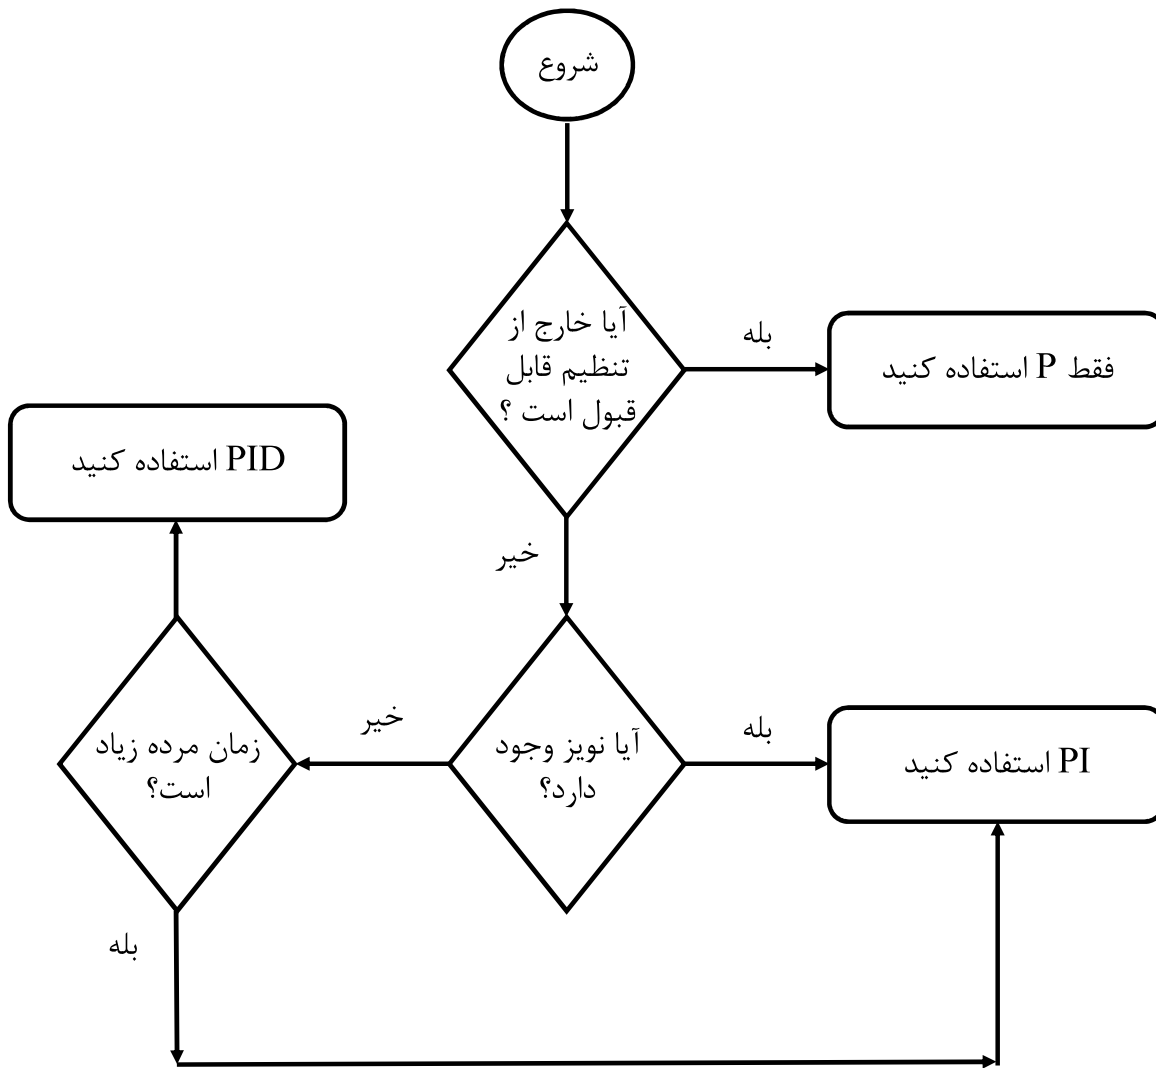 شروع
آیا خارج از
تنظیم قابل
قبول است ؟
بله
فقط P استفاده کنید
PID استفاده کنید
خیر
زمان مرده زیاد
است؟
خیر
آیا نویز وجود
دارد؟
بله
PI استفاده کنید
بله